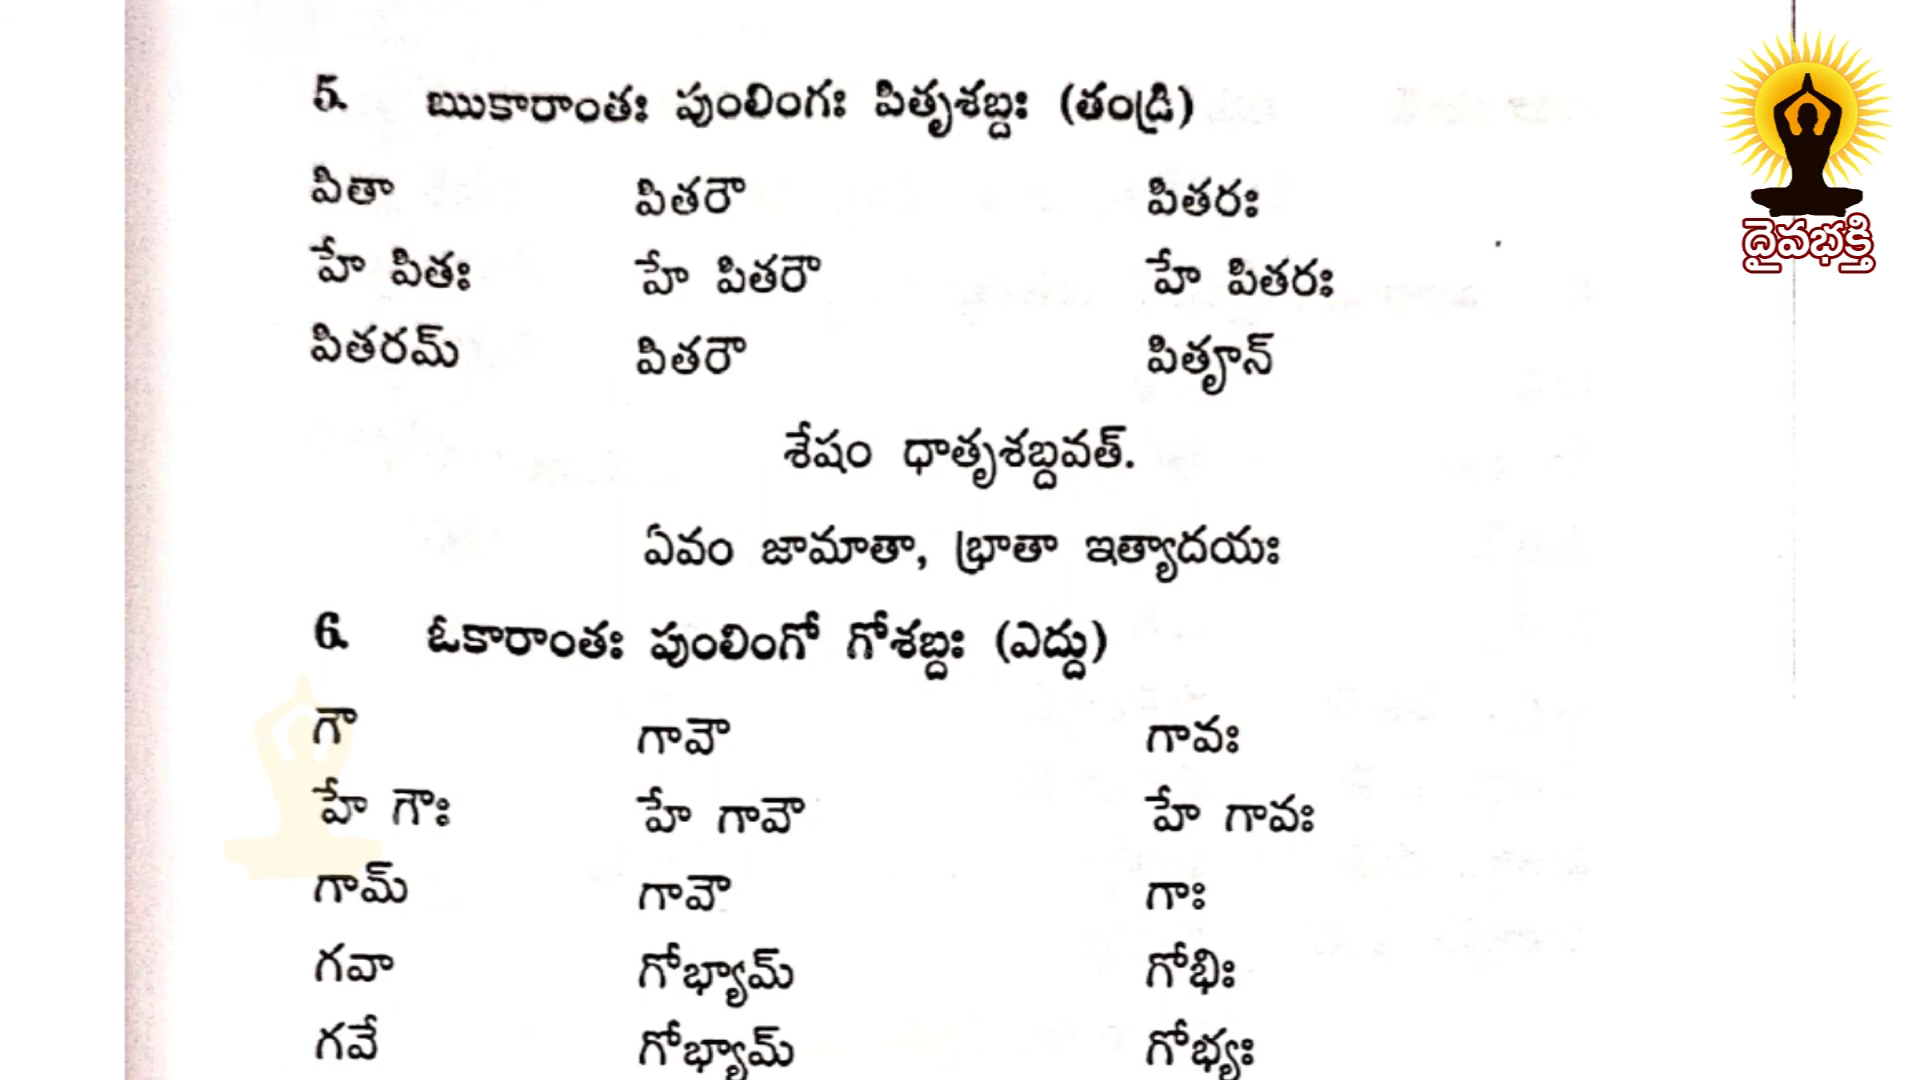 5. ఋకారాంతః పుంలింగః పితృశబ్దః (తండ్రి)
పితా పితరౌ పితరః
హే పితః హే పితరౌ హే పితరః
పితరమ్ పితరౌ పితౄన్
శేషం ధాతృశబ్దవత్.
ఏవం జామాతా, భ్రాతా ఇత్యాదయః
6. ఓకారాంతః పుంలింగో గోశబ్దః (ఎద్దు)
గౌ గావౌ గావః
హే గౌః హే గావౌ హే గావః
గామ్ గావౌ గాః
గవా గోభ్యామ్ గోభిః
గవే గోభ్యామ్ గోభ్యః
దైవభక్తి